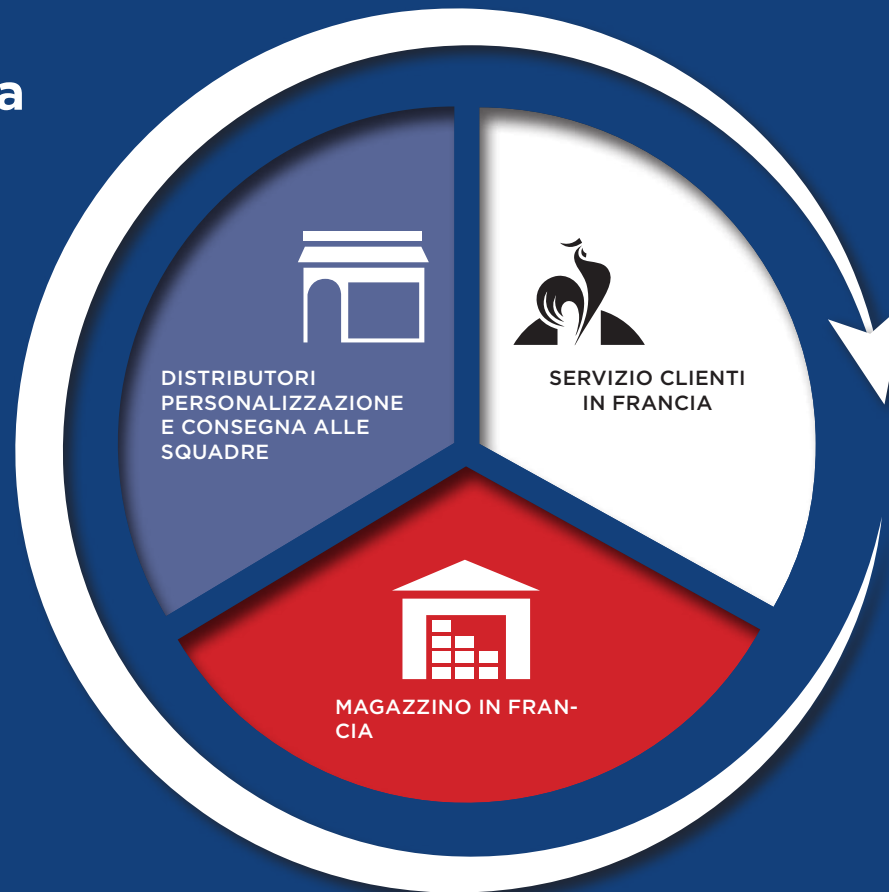 a
DISTRIBUTORI
PERSONALIZZAZIONE
E CONSEGNA ALLE
SQUADRE
SERVIZIO CLIENTI
IN FRANCIA
MAGAZZINO IN FRAN-
CIA